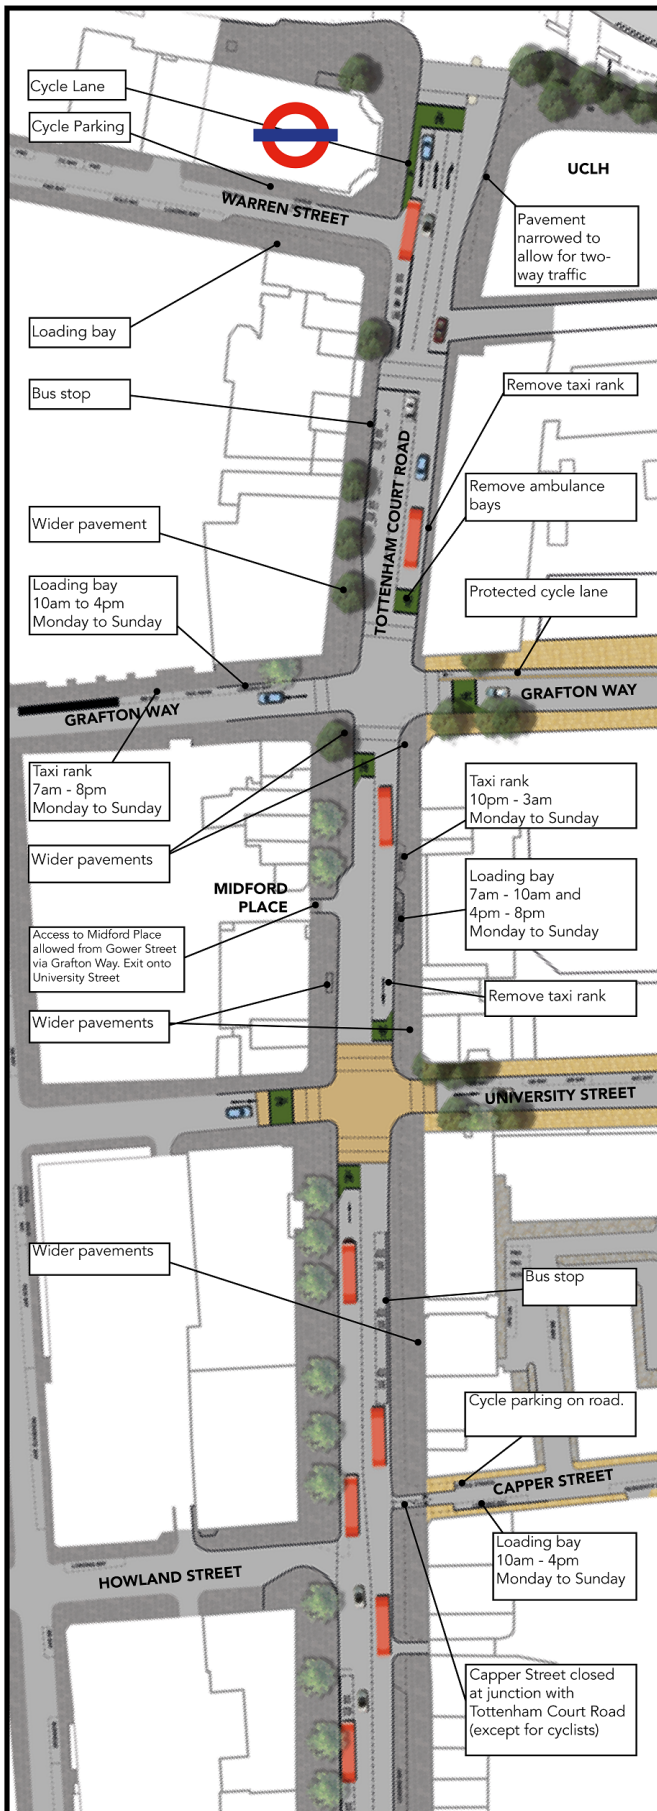 Cycle Lane
Cycle Parking
WARREN STREET
UCLH
Pavement
narrowed to
allow for two-
way traffic
Loading bay
Bus stop
Remove taxi rank
TOTTENHAM COURT ROAD
Remove ambulance
bays
Wider pavement
Loading bay
10am to 4pm
Monday to Sunday
Protected cycle lane
GRAFTON WAY
GRAFTON WAY
Taxi rank
7am - 8pm
Monday to Sunday
Taxi rank
10pm - 3am
Monday to Sunday
Wider pavements
MIDFORD
PLACE
Loading bay
7am - 10am and
4pm - 8pm
Monday to Sunday
Access to Midford Place
allowed from Gower Street
via Grafton Way. Exit onto
University Street
Remove taxi rank
Wider pavements
UNIVERSITY STREET
Wider pavements
Bus stop
Cycle parking on road.
CAPPER STREET
Loading bay
10am - 4pm
Monday to Sunday
HOWLAND STREET
Capper Street closed
at junction with
Tottenham Court Road
(except for cyclists)